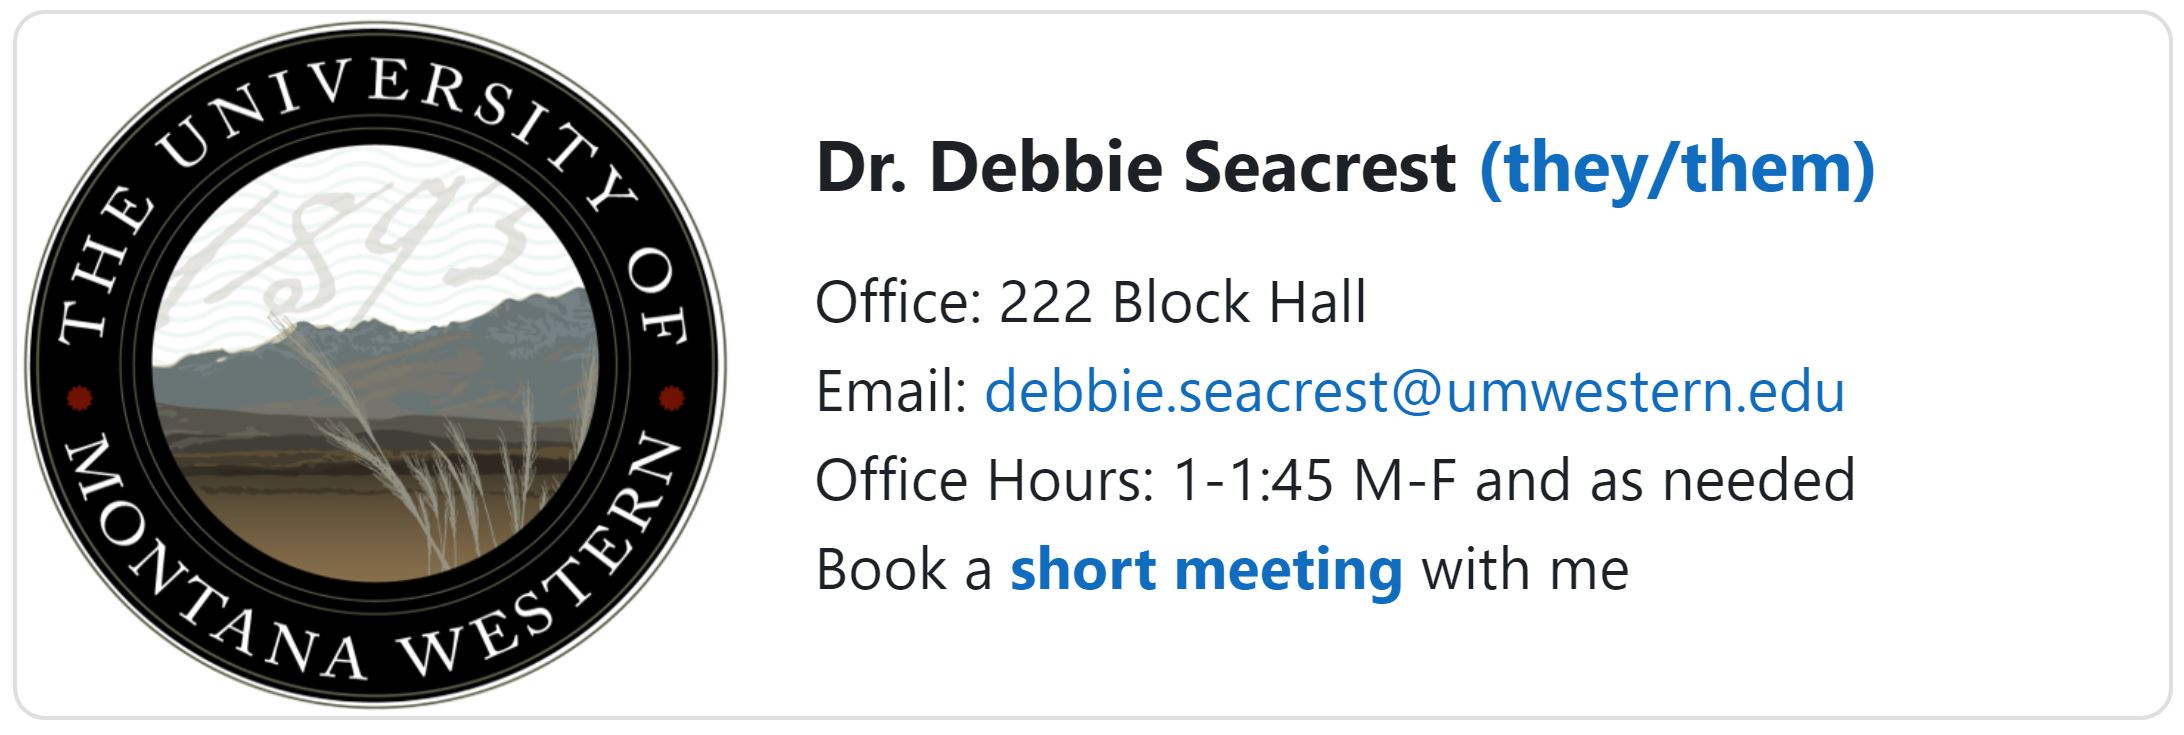 THE UNIVERSITY OF
MONTANA WESTERN
1893
Dr. Debbie Seacrest (they/them)
Office: 222 Block Hall
Email: debbie.seacrest@umwestern.edu
Office Hours: 1-1:45 M-F and as needed
Book a short meeting with me